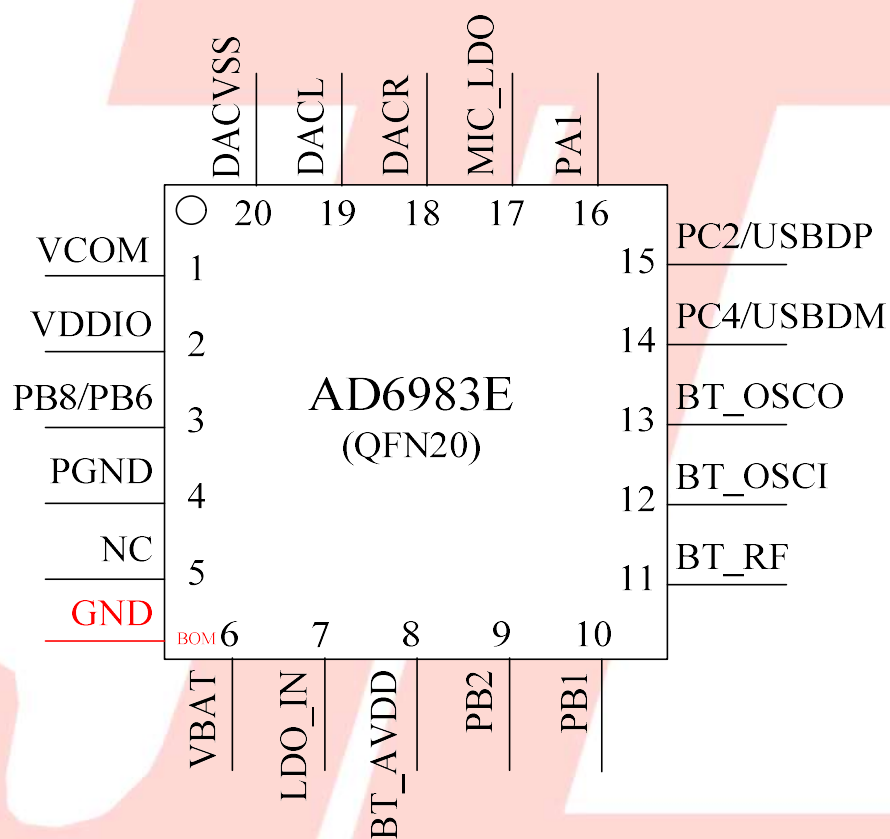 DACVSS
DACL
DACR
MIC_LDO
PA1
20
19
18
17
16
VCOM
1
VDDIO
2
PB8/PB6
3
PGND
4
NC
5
GND
BOM
AD6983E
(QFN20)
15
PC2/USBDP
14
PC4/USBDM
13
BT_OSCO
12
BT_OSCI
11
BT_RF
6
7
8
9
10
VBAT
LDO_IN
BT_AVDD
PB2
PB1